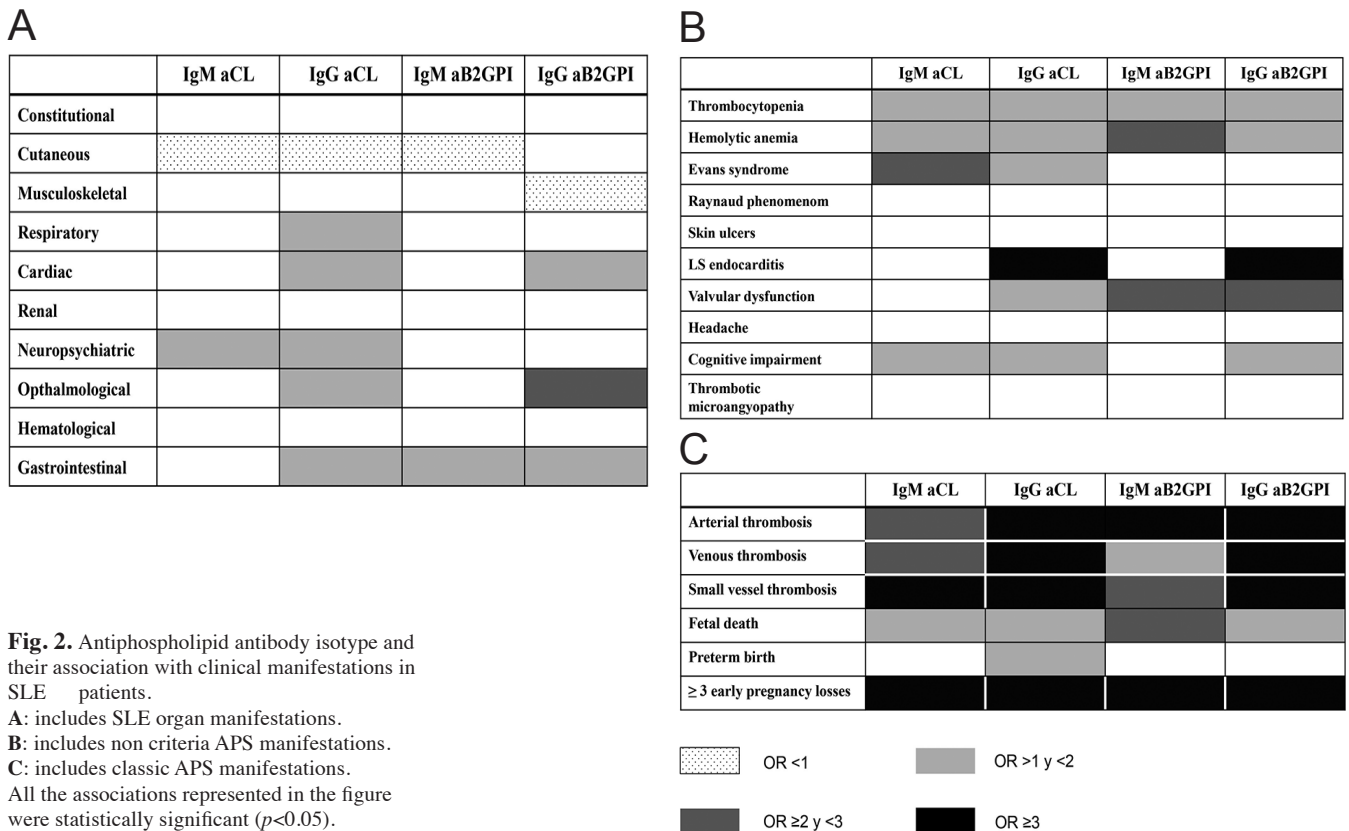 A
IgM aCL IgG aCL IgM aB2GPI IgG aB2GPI
Constitutional
Cutaneous
Musculoskeletal
Respiratory
Cardiac
Renal
Neuropsychiatric
Opthalmological
Hematological
Gastrointestinal
Fig. 2. Antiphospholipid antibody isotype and
their association with clinical manifestations in
SLE patients.
A: includes SLE organ manifestations.
B: includes non criteria APS manifestations.
C: includes classic APS manifestations.
All the associations represented in the figure
were statistically significant (p<0.05).
B
IgM aCL IgG aCL IgM aB2GPI IgG aB2GPI
Thrombocytopenia
Hemolytic anemia
Evans syndrome
Raynaud phenomenom
Skin ulcers
LS endocarditis
Valvular dysfunction
Headache
Cognitive impairment
Thrombotic
microangyopathy
C
IgM aCL IgG aCL IgM aB2GPI IgG aB2GPI
Arterial thrombosis
Venous thrombosis
Small vessel thrombosis
Fetal death
Preterm birth
≥ 3 early pregnancy losses
OR <1 OR >1 y <2
OR ≥2 y <3 OR ≥3